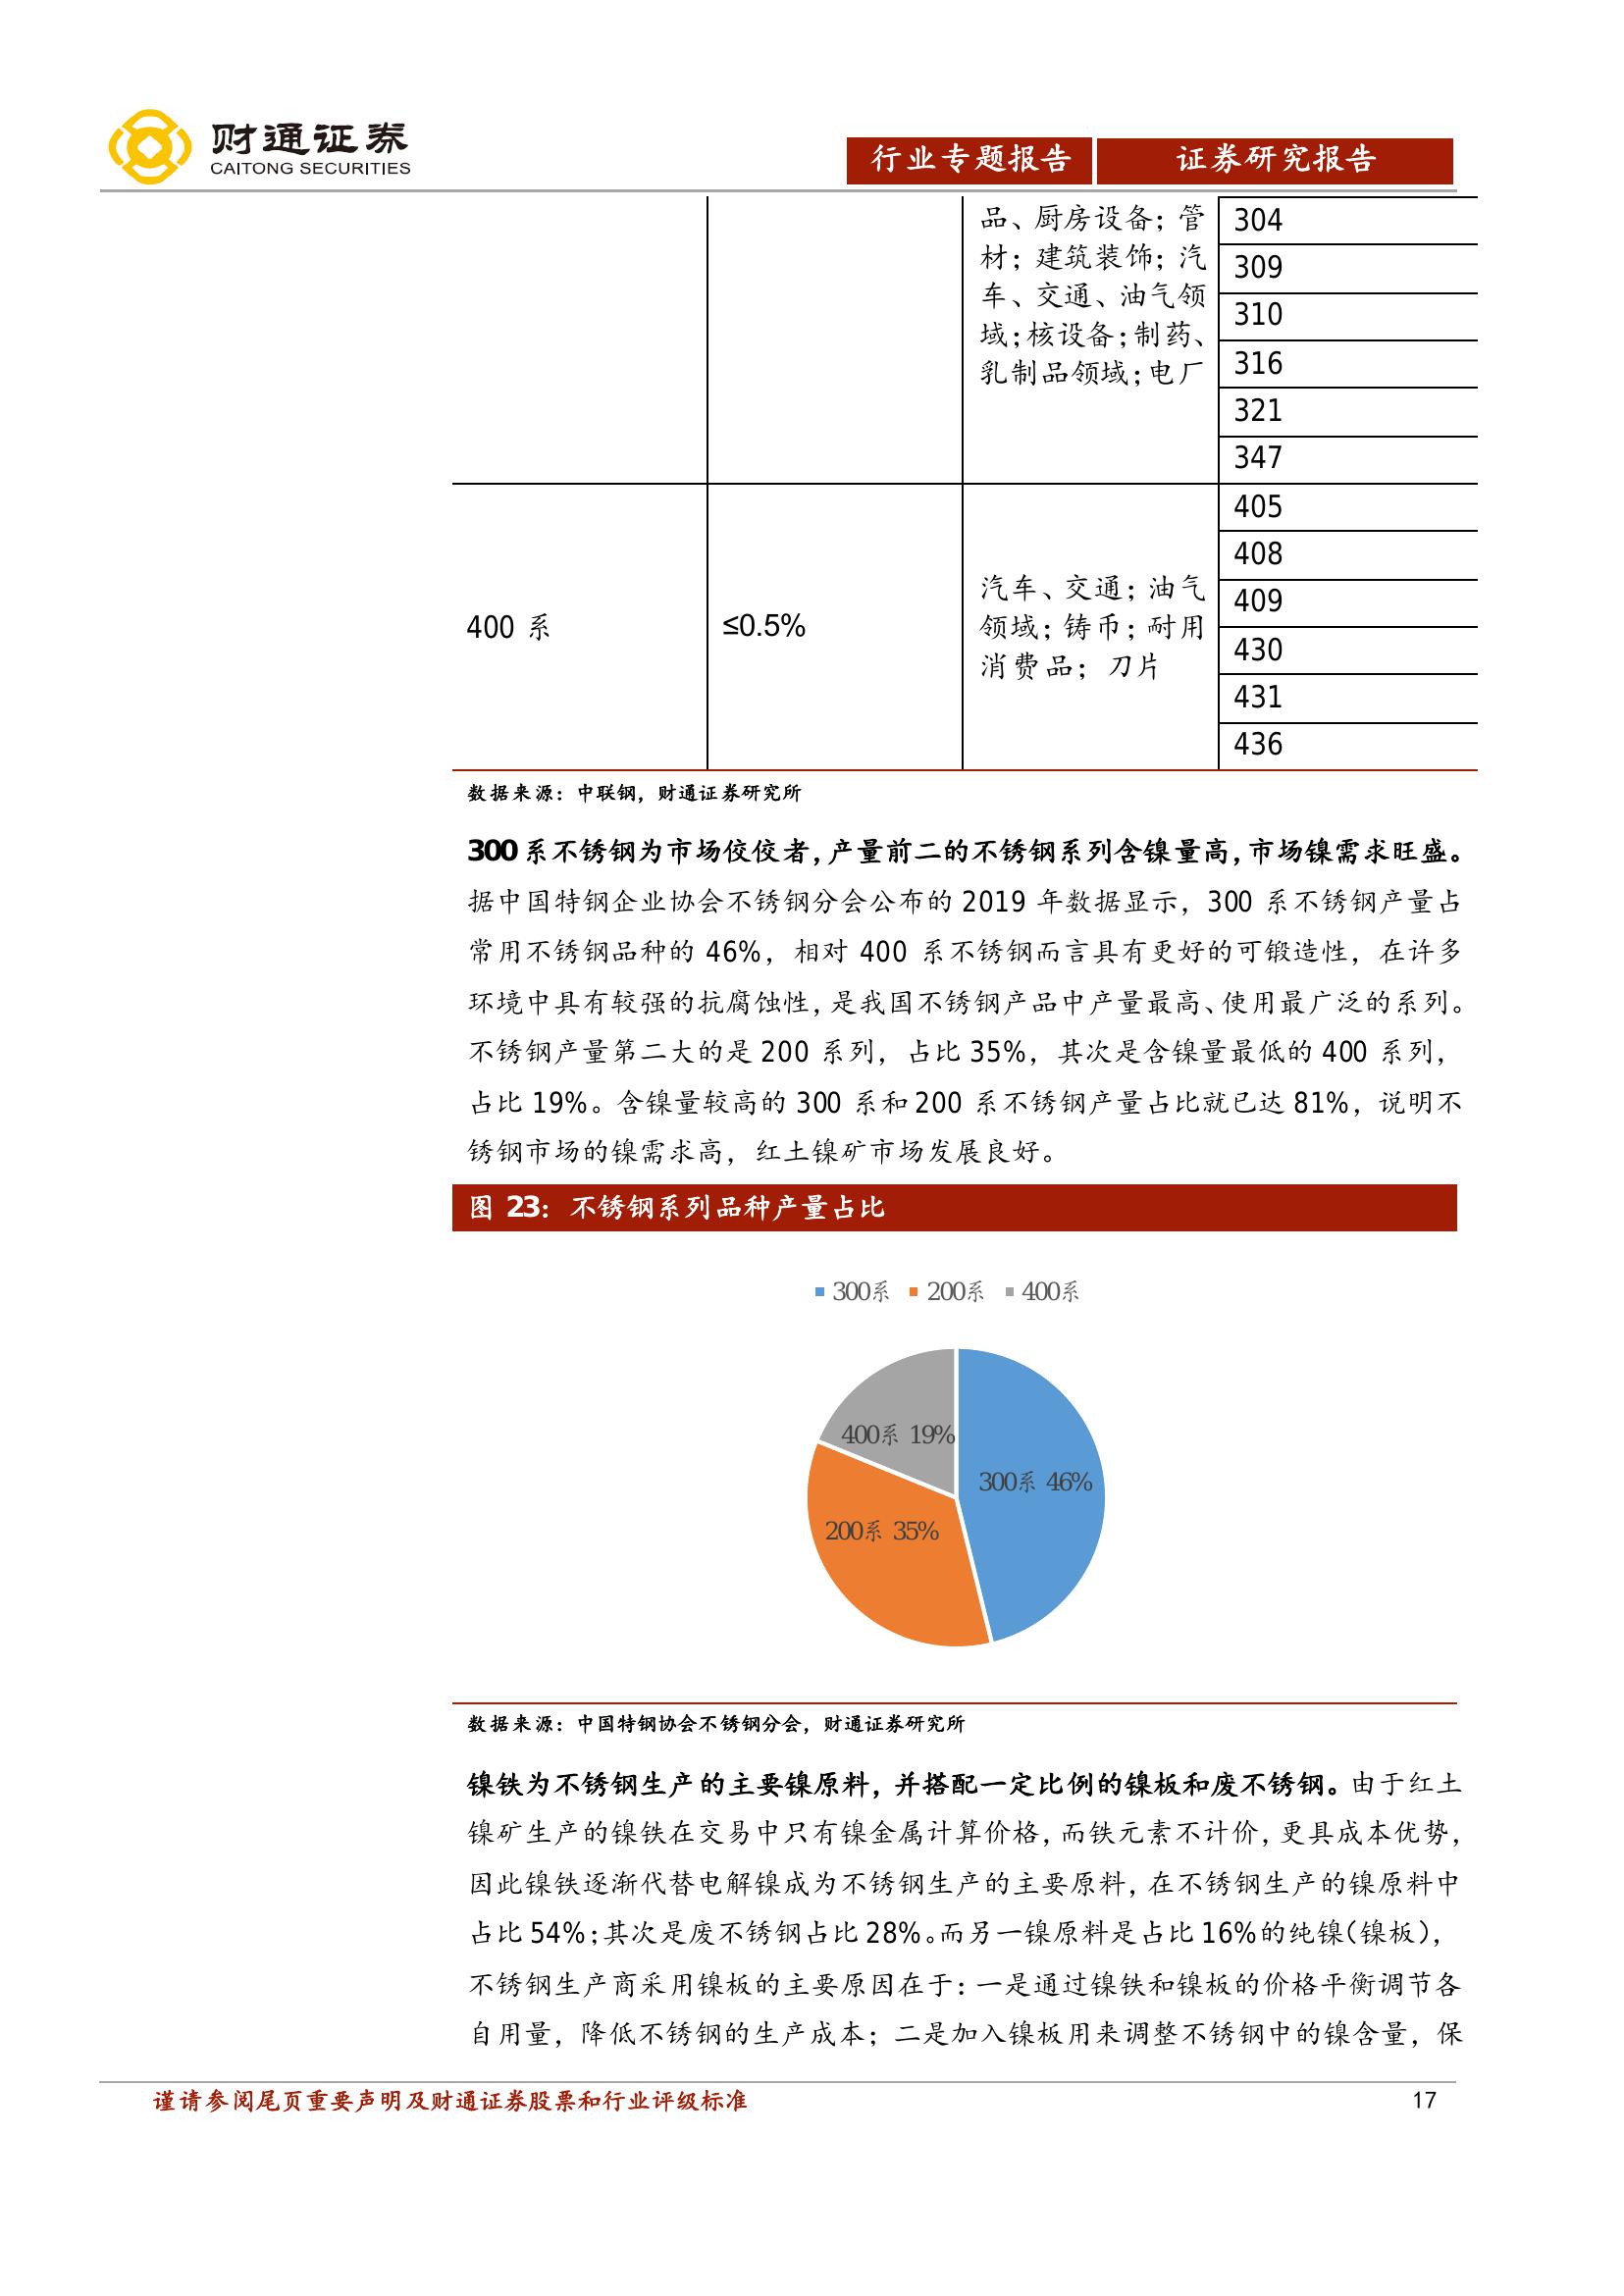 财通证券
CAITONG SECURITIES
行业专题报告
证券研究报告
品、厨房设备；管
材；建筑装饰；汽
车、交通、油气领
域；核设备；制药、
乳制品领域；电厂
304
309
310
316
321
347
400 系
≤0.5%
汽车、交通；油气
领域；铸币；耐用
消费品；刀片
405
408
409
430
431
436
数据来源：中联钢，财通证券研究所
300 系不锈钢为市场佼佼者，产量前二的不锈钢系列含镍量高，市场镍需求旺盛。
据中国特钢企业协会不锈钢分会公布的 2019 年数据显示，300 系不锈钢产量占
常用不锈钢品种的 46%，相对 400 系不锈钢而言具有更好的可锻造性，在许多
环境中具有较强的抗腐蚀性，是我国不锈钢产品中产量最高、使用最广泛的系列。
不锈钢产量第二大的是 200 系列，占比 35%，其次是含镍量最低的 400 系列，
占比 19%。含镍量较高的 300 系和 200 系不锈钢产量占比就已达 81%，说明不
锈钢市场的镍需求高，红土镍矿市场发展良好。
图 23：不锈钢系列品种产量占比
300系 200系 400系
400系 19%
300系 46%
200系 35%
数据来源：中国特钢协会不锈钢分会，财通证券研究所
镍铁为不锈钢生产的主要镍原料，并搭配一定比例的镍板和废不锈钢。由于红土
镍矿生产的镍铁在交易中只有镍金属计算价格，而铁元素不计价，更具成本优势，
因此镍铁逐渐代替电解镍成为不锈钢生产的主要原料，在不锈钢生产的镍原料中
占比 54%；其次是废不锈钢占比 28%。而另一镍原料是占比 16%的纯镍（镍板），
不锈钢生产商采用镍板的主要原因在于：一是通过镍铁和镍板的价格平衡调节各
自用量，降低不锈钢的生产成本；二是加入镍板用来调整不锈钢中的镍含量，保
谨请参阅尾页重要声明及财通证券股票和行业评级标准
17